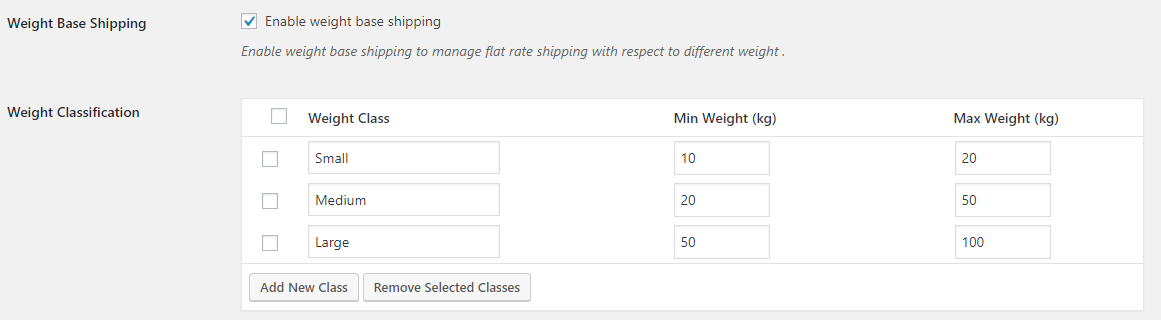 Weight Base Shipping
Enable weight base shipping
Enable weight base shipping to manage flat rate shipping with respect to different weight .
Weight Classification
Weight Class Min Weight (kg) Max Weight (kg)
Small 10 20
Medium 20 50
Large 50 100
Add New Class Remove Selected Classes